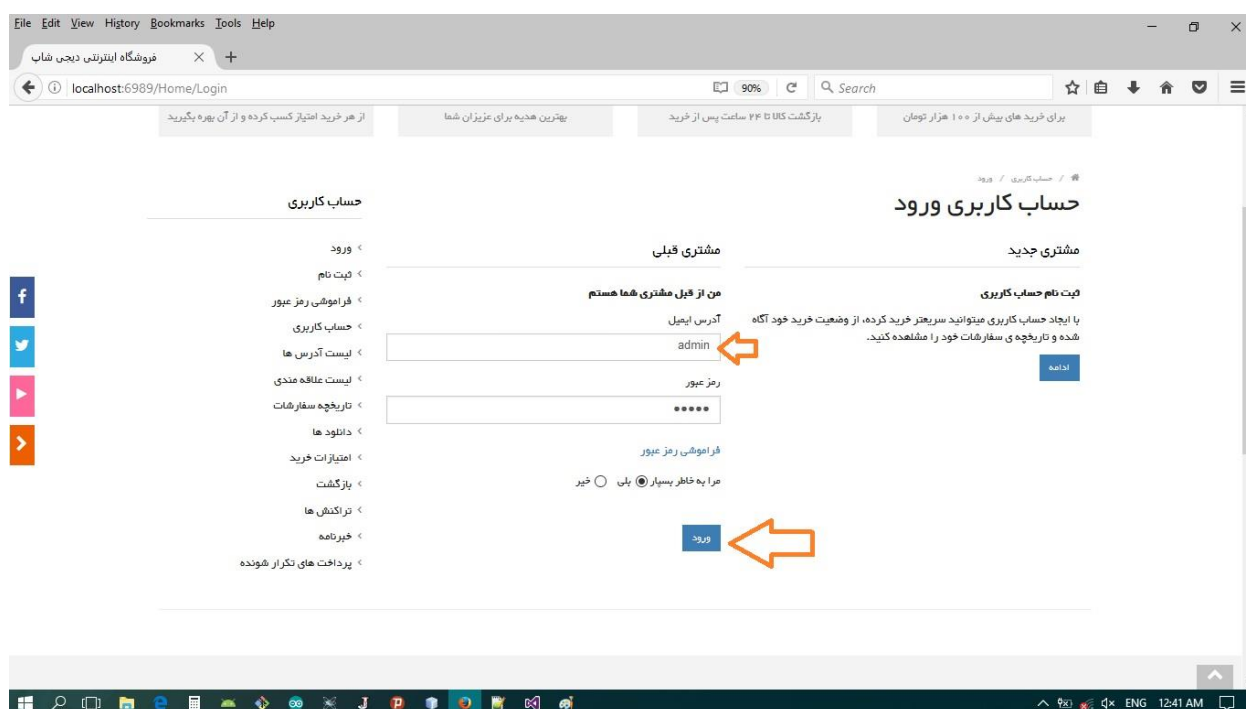 File Edit View History Bookmarks Tools Help
فروشگاه اینترنتی دیجی شاپ
localhost:6989/Home/Login
90%
Search
برای خرید های بیش از ۱۰۰ هزار تومان
بازگشت کالا تا ۲۴ ساعت پس از خرید
بهترین هدیه برای عزیزان شما
از هر خرید امتیاز کسب کرده و از آن بهره بگیرید
/ حساب کاربری / ورود
حساب کاربری ورود
مشتری جدید
ثبت نام حساب کاربری
با ایجاد حساب کاربری میتوانید سریعتر خرید کرده، از وضعیت خرید خود آگاه
شده و تاریخچه ی سفارشات خود را مشاهده کنید.
ادامه
مشتری قبلی
من از قبل مشتری شما هستم
آدرس ایمیل
admin
رمز عبور
فراموشی رمز عبور
مرا به خاطر بسپار بلی خیر
ورود
حساب کاربری
ورود
ثبت نام
فراموشی رمز عبور
حساب کاربری
لیست آدرس ها
لیست علاقه مندی
تاریخچه سفارشات
دانلود ها
امتیازات خرید
بازگشت
تراکنش ها
خبرنامه
پرداخت های تکرار شونده
ENG 12:41 AM